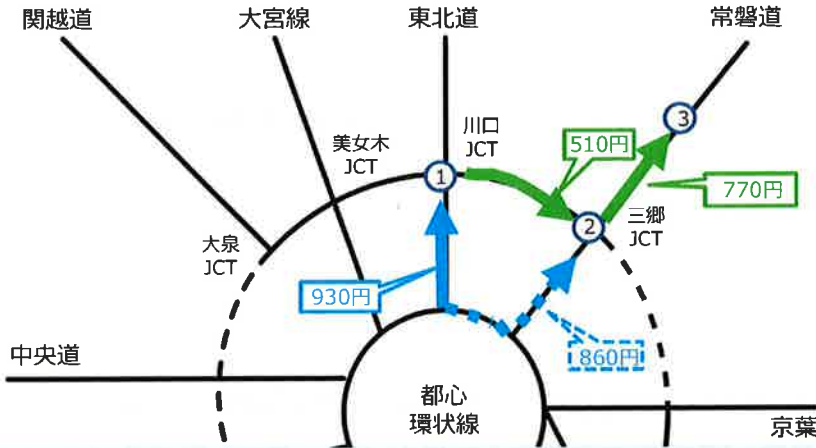 関越道
大宮線
東北道
常磐道
美女木
JCT
川口
JCT
510円
3
1
770円
大泉
JCT
2
三郷
JCT
930円
860円
中央道
都心
環状線
京葉